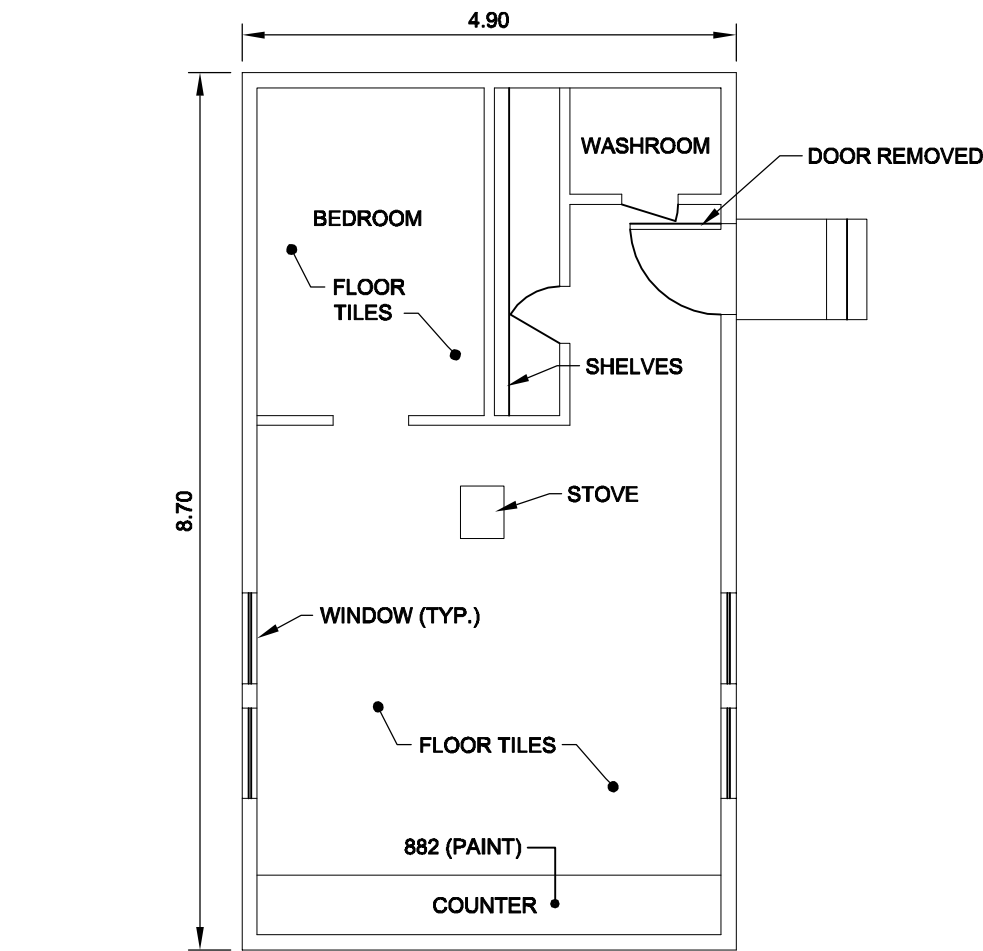 4.90
WASHROOM
DOOR REMOVED
BEDROOM
FLOOR
TILES
SHELVES
8.70
STOVE
WINDOW (TYP.)
FLOOR TILES
882 (PAINT)
COUNTER